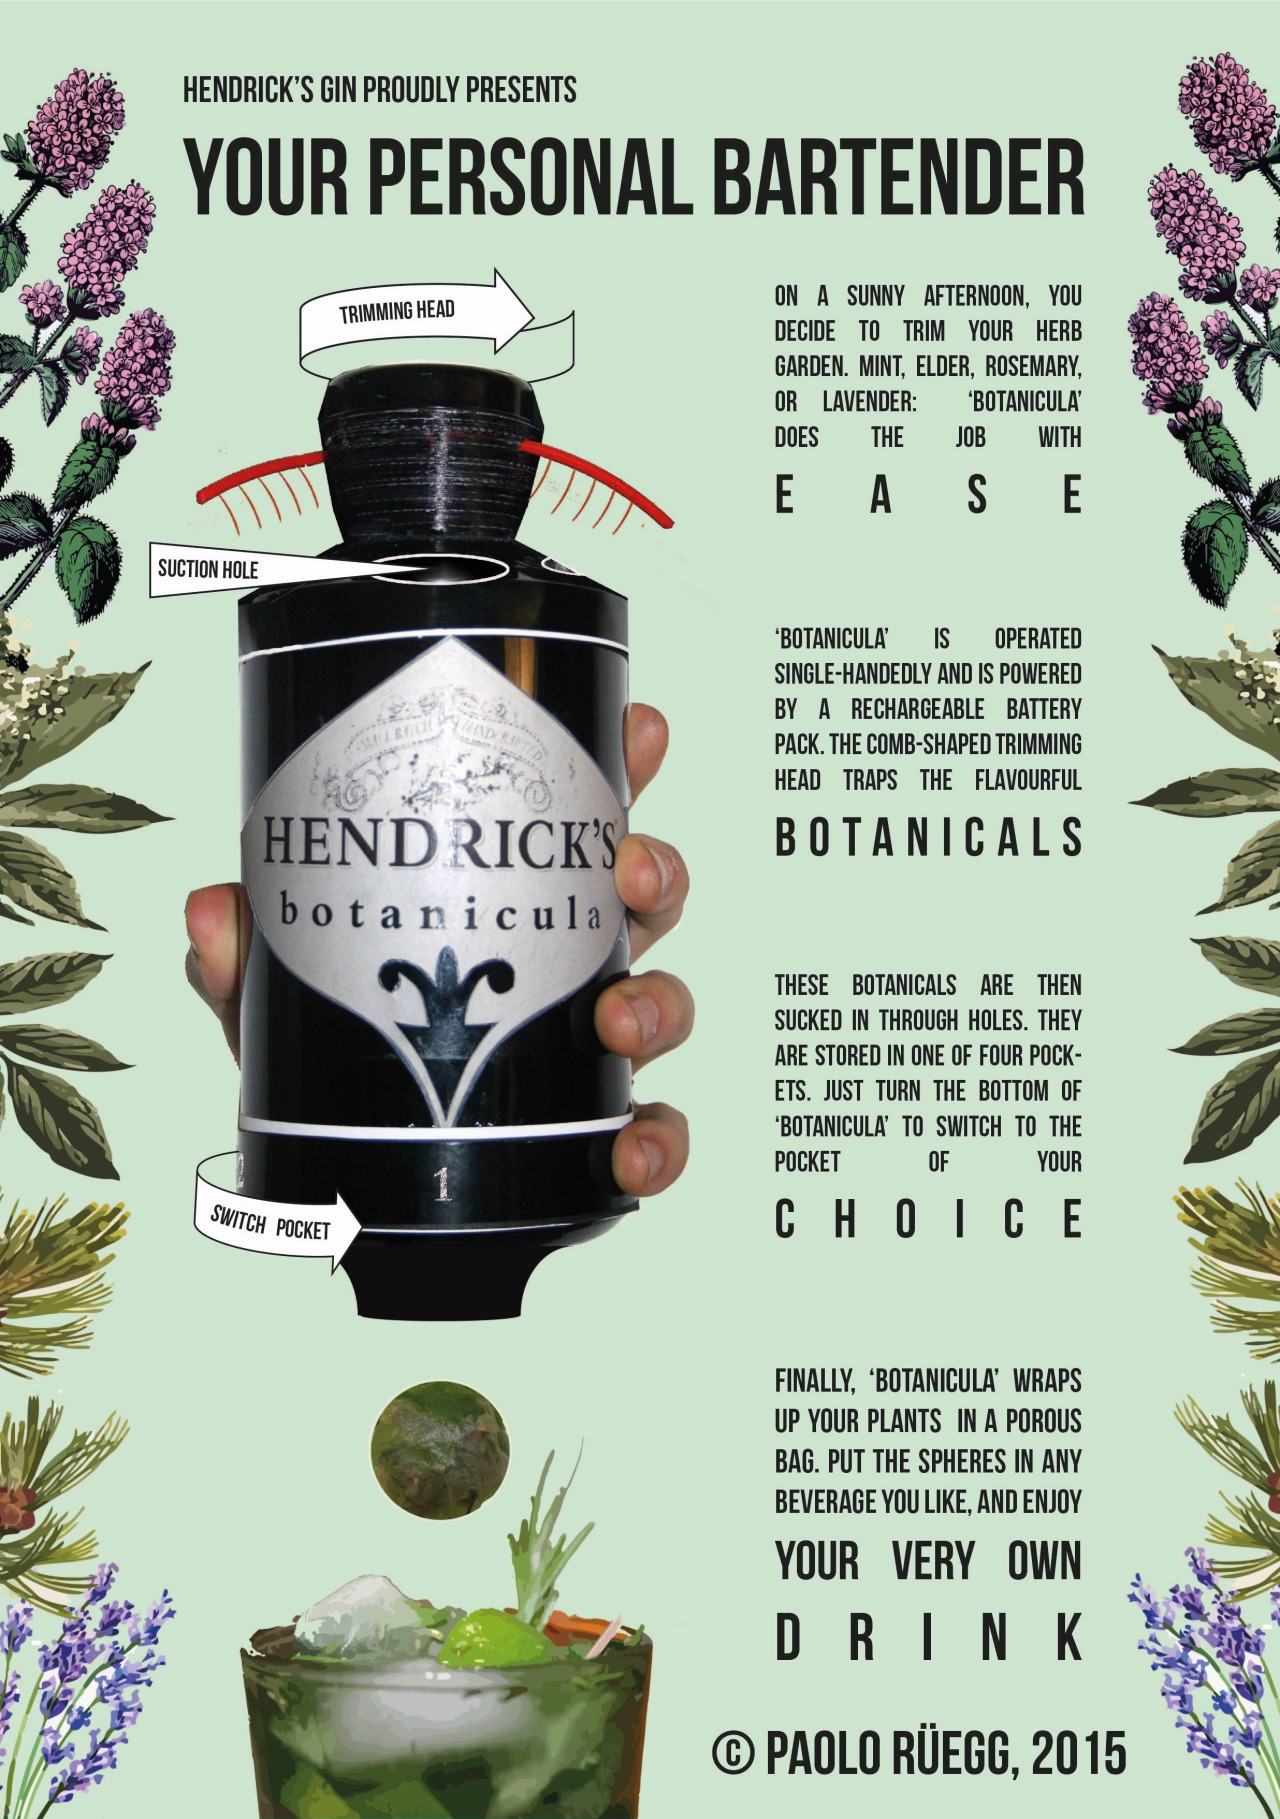 HENDRICK'S GIN PROUDLY PRESENTS
YOUR PERSONAL BARTENDER
TRIMMING HEAD
SUCTION HOLE
SMALL BATCH HANDCRAFTED
HENDRICK'S
botanicula
2
1
SWITCH POCKET
ON A SUNNY AFTERNOON, YOU
DECIDE TO TRIM YOUR HERB
GARDEN. MINT, ELDER, ROSEMARY,
OR LAVENDER: ‘BOTANICULA’
DOES THE JOB WITH
E A S E
‘BOTANICULA’ IS OPERATED
SINGLE-HANDEDLY AND IS POWERED
BY A RECHARGEABLE BATTERY
PACK. THE COMB-SHAPED TRIMMING
HEAD TRAPS THE FLAVOURFUL
BOTANICALS
THESE BOTANICALS ARE THEN
SUCKED IN THROUGH HOLES. THEY
ARE STORED IN ONE OF FOUR POCK-
ETS. JUST TURN THE BOTTOM OF
‘BOTANICULA’ TO SWITCH TO THE
POCKET OF YOUR
C H O I C E
FINALLY, ‘BOTANICULA’ WRAPS
UP YOUR PLANTS IN A POROUS
BAG. PUT THE SPHERES IN ANY
BEVERAGE YOU LIKE, AND ENJOY
YOUR VERY OWN
D R I N K
© PAOLO RÜEGG, 2015